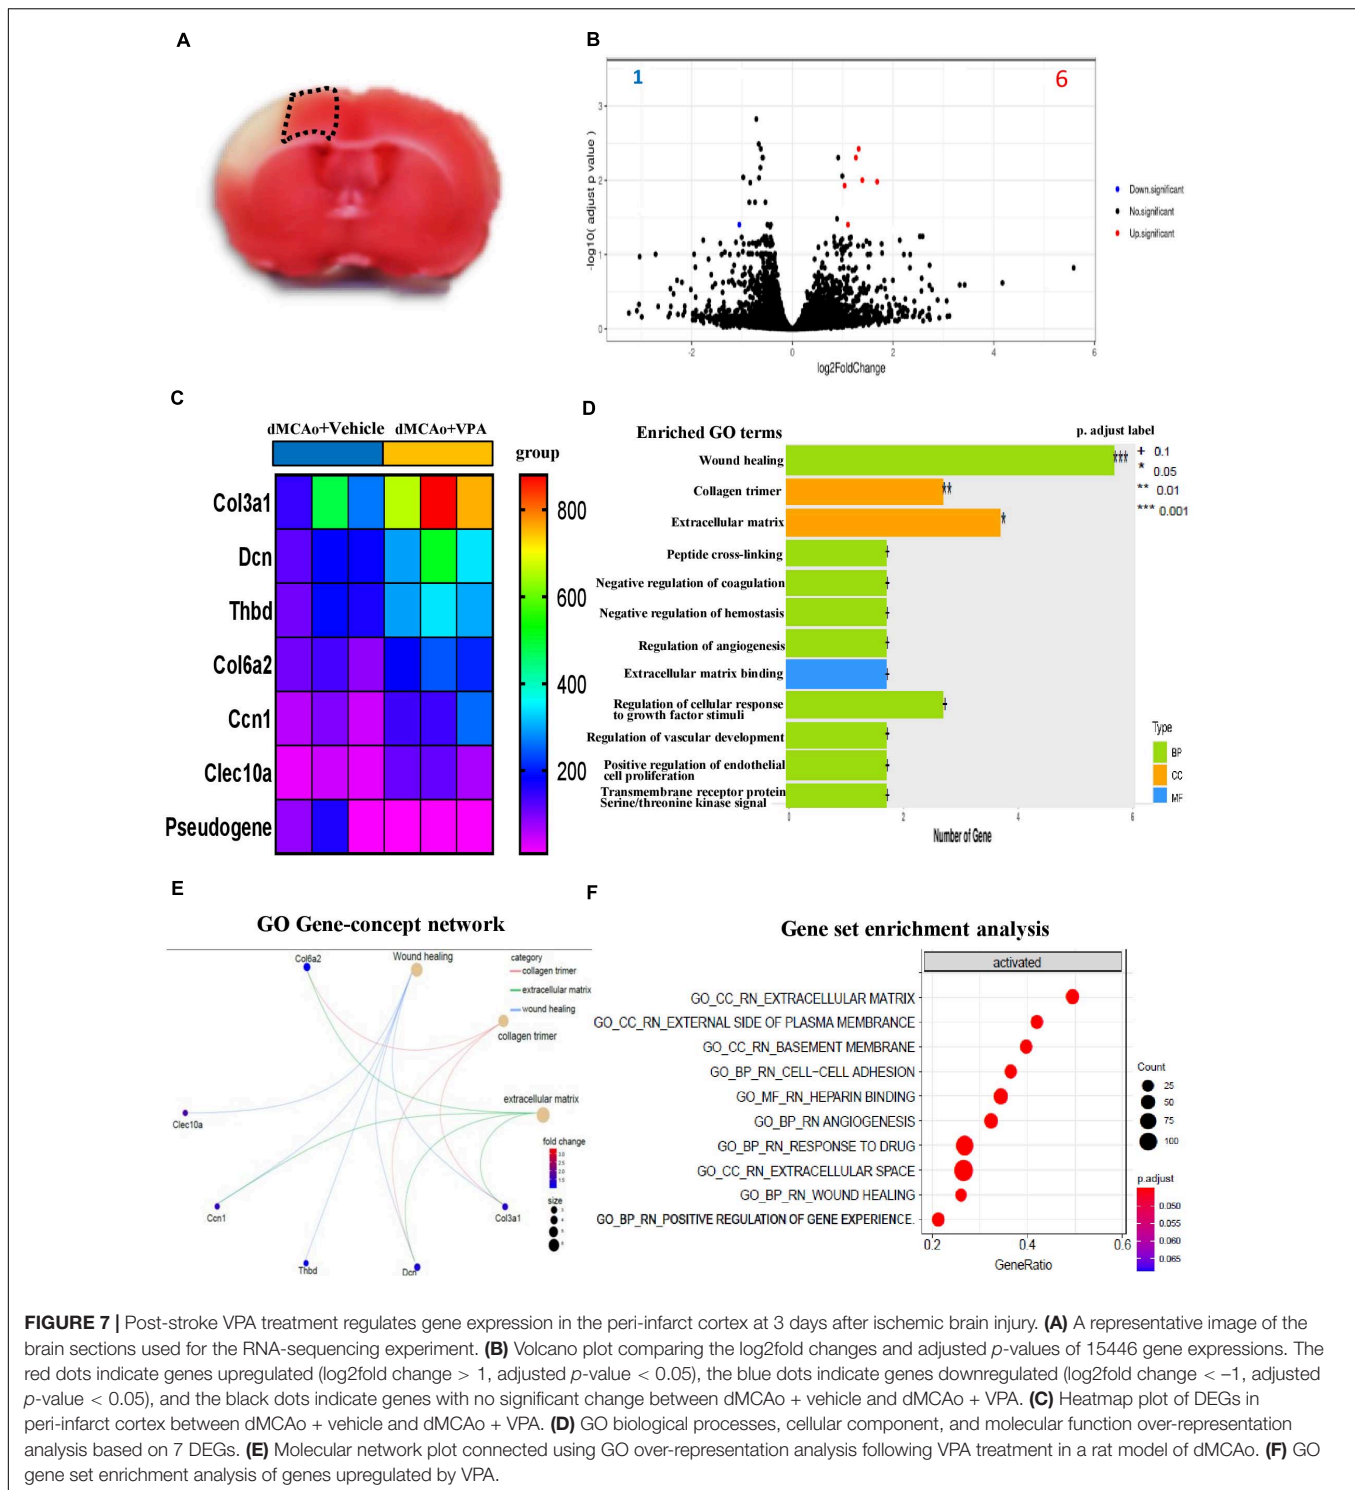 A
B
1
6
3
2
1
0
-log10( adjust p value )
-2
0
2
4
6
log2FoldChange
Down.significant
No.significant
Up.significant
C
dMCAo+Vehicle
dMCAo+VPA
group
Col3a1
Dcn
Thbd
Col6a2
Ccn1
Clec10a
Pseudogene
800
600
400
200
D
Enriched GO terms
p. adjust label
+ 0.1
* 0.05
** 0.01
*** 0.001
Wound healing
***
Collagen trimer
**
Extracellular matrix
*
Peptide cross-linking
+
Negative regulation of coagulation
+
Negative regulation of hemostasis
+
Regulation of angiogenesis
+
Extracellular matrix binding
+
Regulation of cellular response
to growth factor stimuli
+
Regulation of vascular development
+
Positive regulation of endothelial
cell proliferation
+
Transmembrane receptor protein
Serine/threonine kinase signal
+
0
2
4
6
Number of Gene
Type
BP
CC
MF
E
GO Gene-concept network
Col6a2
Wound healing
collagen trimer
extracellular matrix
Clec10a
Ccn1
Thbd
Dcn
Col3a1
category
collagen trimer
extracellular matrix
wound healing
fold change
3.0
2.5
2.0
1.5
size
3
4
5
6
F
Gene set enrichment analysis
activated
GO_CC_RN_EXTRACELLULAR MATRIX
GO_CC_RN_EXTERNAL SIDE OF PLASMA MEMBRANCE
GO_CC_RN_BASEMENT MEMBRANE
GO_BP_RN_CELL-CELL ADHESION
GO_MF_RN_HEPARIN BINDING
GO_BP_RN ANGIOGENESIS
GO_BP_RN_RESPONSE TO DRUG
GO_CC_RN_EXTRACELLULAR SPACE
GO_BP_RN_WOUND HEALING
GO_BP_RN_POSITIVE REGULATION OF GENE EXPERIENCE.
0.2
0.4
0.6
GeneRatio
Count
25
50
75
100
p.adjust
0.050
0.055
0.060
0.065
FIGURE 7 | Post-stroke VPA treatment regulates gene expression in the peri-infarct cortex at 3 days after ischemic brain injury. (A) A representative image of the
brain sections used for the RNA-sequencing experiment. (B) Volcano plot comparing the log2fold changes and adjusted p-values of 15446 gene expressions. The
red dots indicate genes upregulated (log2fold change > 1, adjusted p-value < 0.05), the blue dots indicate genes downregulated (log2fold change < –1, adjusted
p-value < 0.05), and the black dots indicate genes with no significant change between dMCAo + vehicle and dMCAo + VPA. (C) Heatmap plot of DEGs in
peri-infarct cortex between dMCAo + vehicle and dMCAo + VPA. (D) GO biological processes, cellular component, and molecular function over-representation
analysis based on 7 DEGs. (E) Molecular network plot connected using GO over-representation analysis following VPA treatment in a rat model of dMCAo. (F) GO
gene set enrichment analysis of genes upregulated by VPA.